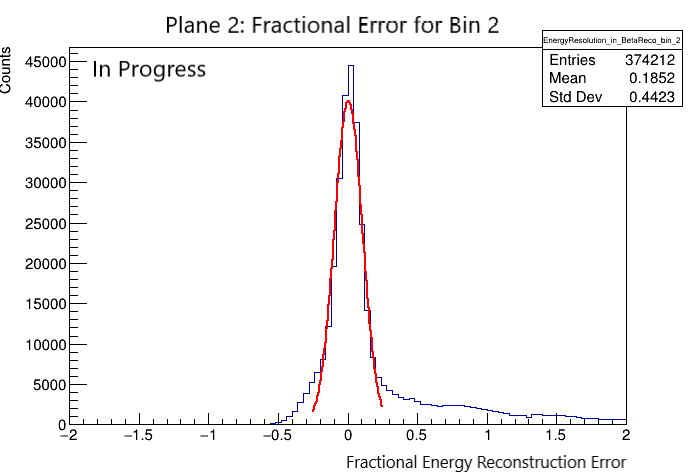 Plane 2: Fractional Error for Bin 2
EnergyResolution_in_BetaReco_bin_2
Entries 374212
Mean 0.1852
Std Dev 0.4423
In Progress
Counts
45000
40000
35000
30000
25000
20000
15000
10000
5000
0
−2 −1.5 −1 −0.5 0 0.5 1 1.5 2
Fractional Energy Reconstruction Error